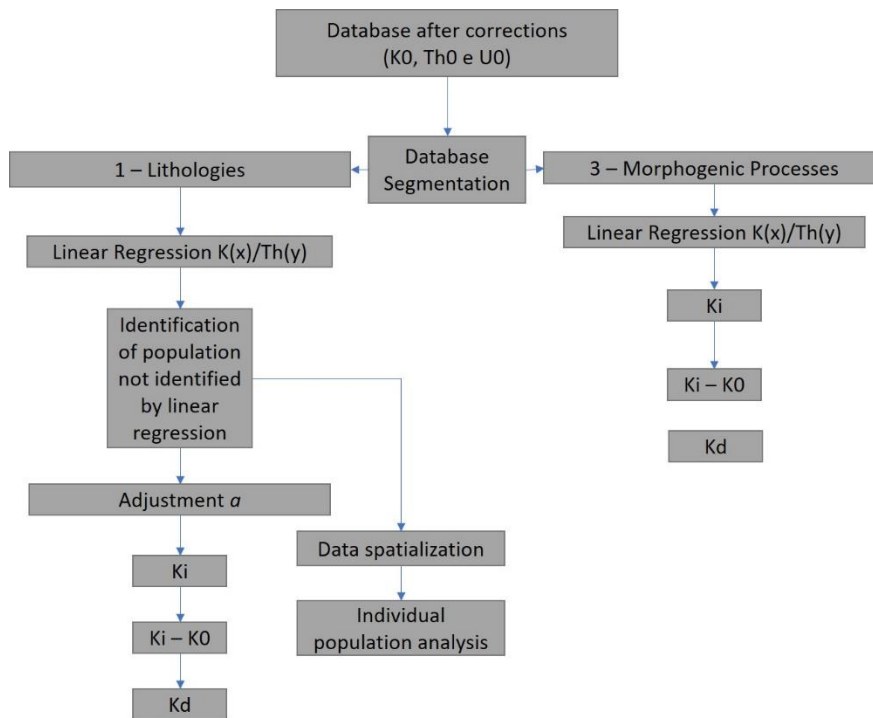 Database after corrections
(K0, Th0 e U0)
Database
Segmentation
1 – Lithologies
3 – Morphogenic Processes
Linear Regression K(x)/Th(y)
Linear Regression K(x)/Th(y)
Identification
of population
not identified
by linear
regression
Ki
Ki – K0
Kd
Adjustment a
Data spatialization
Ki
Individual
population analysis
Ki – K0
Kd